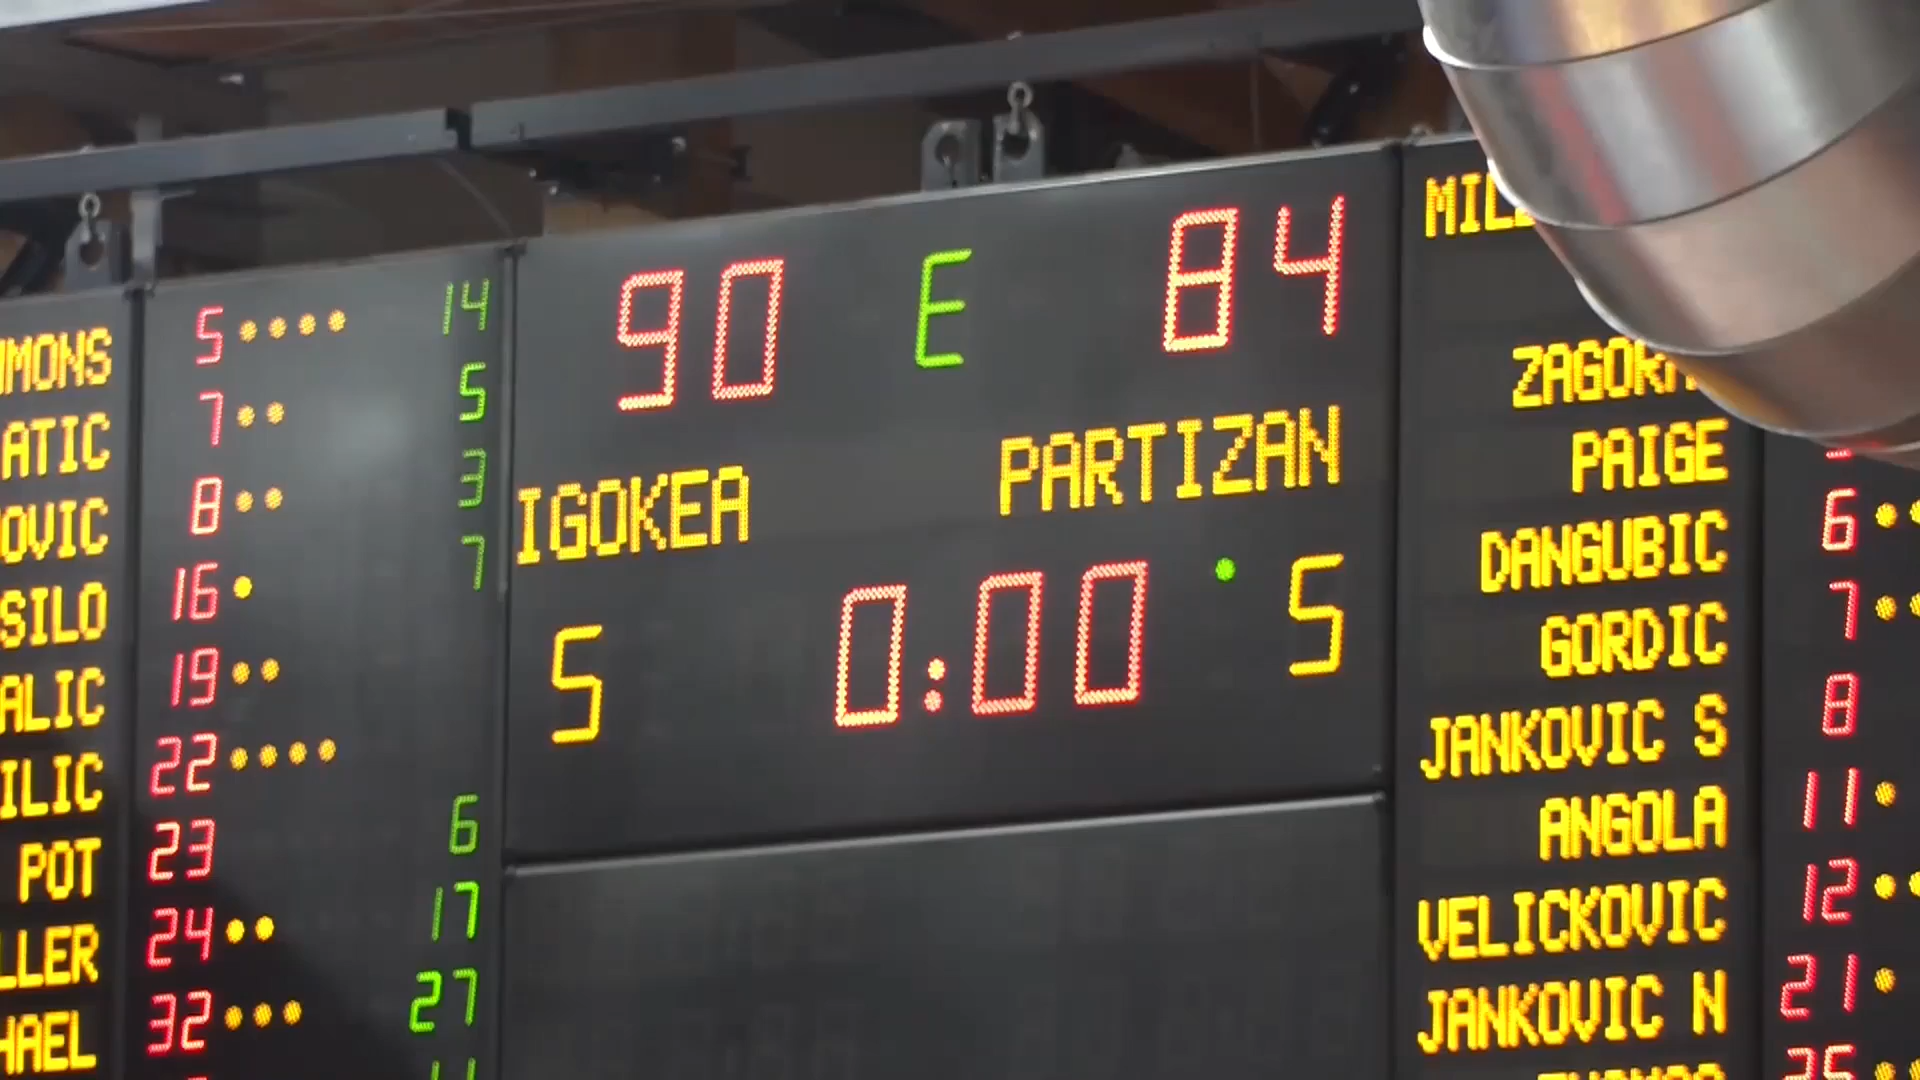 MMONS 5 14
ATIC 7 5
OVIC 8 3
SILO 16 7
ALIC 19
ILIC 22
POT 23 6
LLER 24 17
HAEL 32 27
90 E 84
IGOKEA PARTIZAN
5 0:00 5
MIL
ZAGOR
PAIGE
DANGUBIC 6
GORDIC 7
JANKOVIC S 8
ANGOLA 11
VELICKOVIC 12
JANKOVIC N 21
25